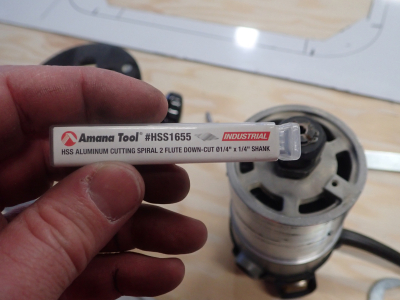 Amana Tool® #HSS1655 INDUSTRIAL
HSS ALUMINUM CUTTING SPIRAL 2 FLUTE DOWN-CUT Ø1/4" x 1/4" SHANK